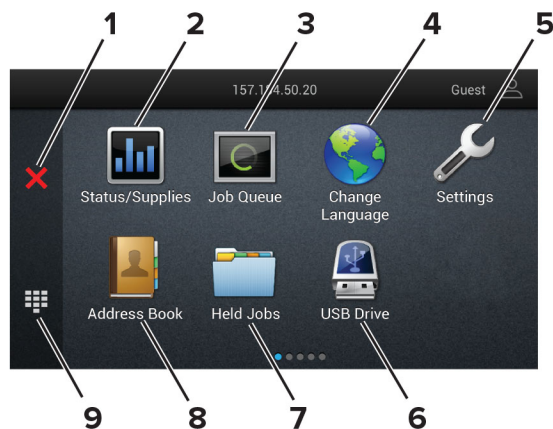 1 2 3 4 5
157.184.50.20 Guest
Status/Supplies Job Queue Change Language Settings
Address Book Held Jobs USB Drive
9 8 7 6